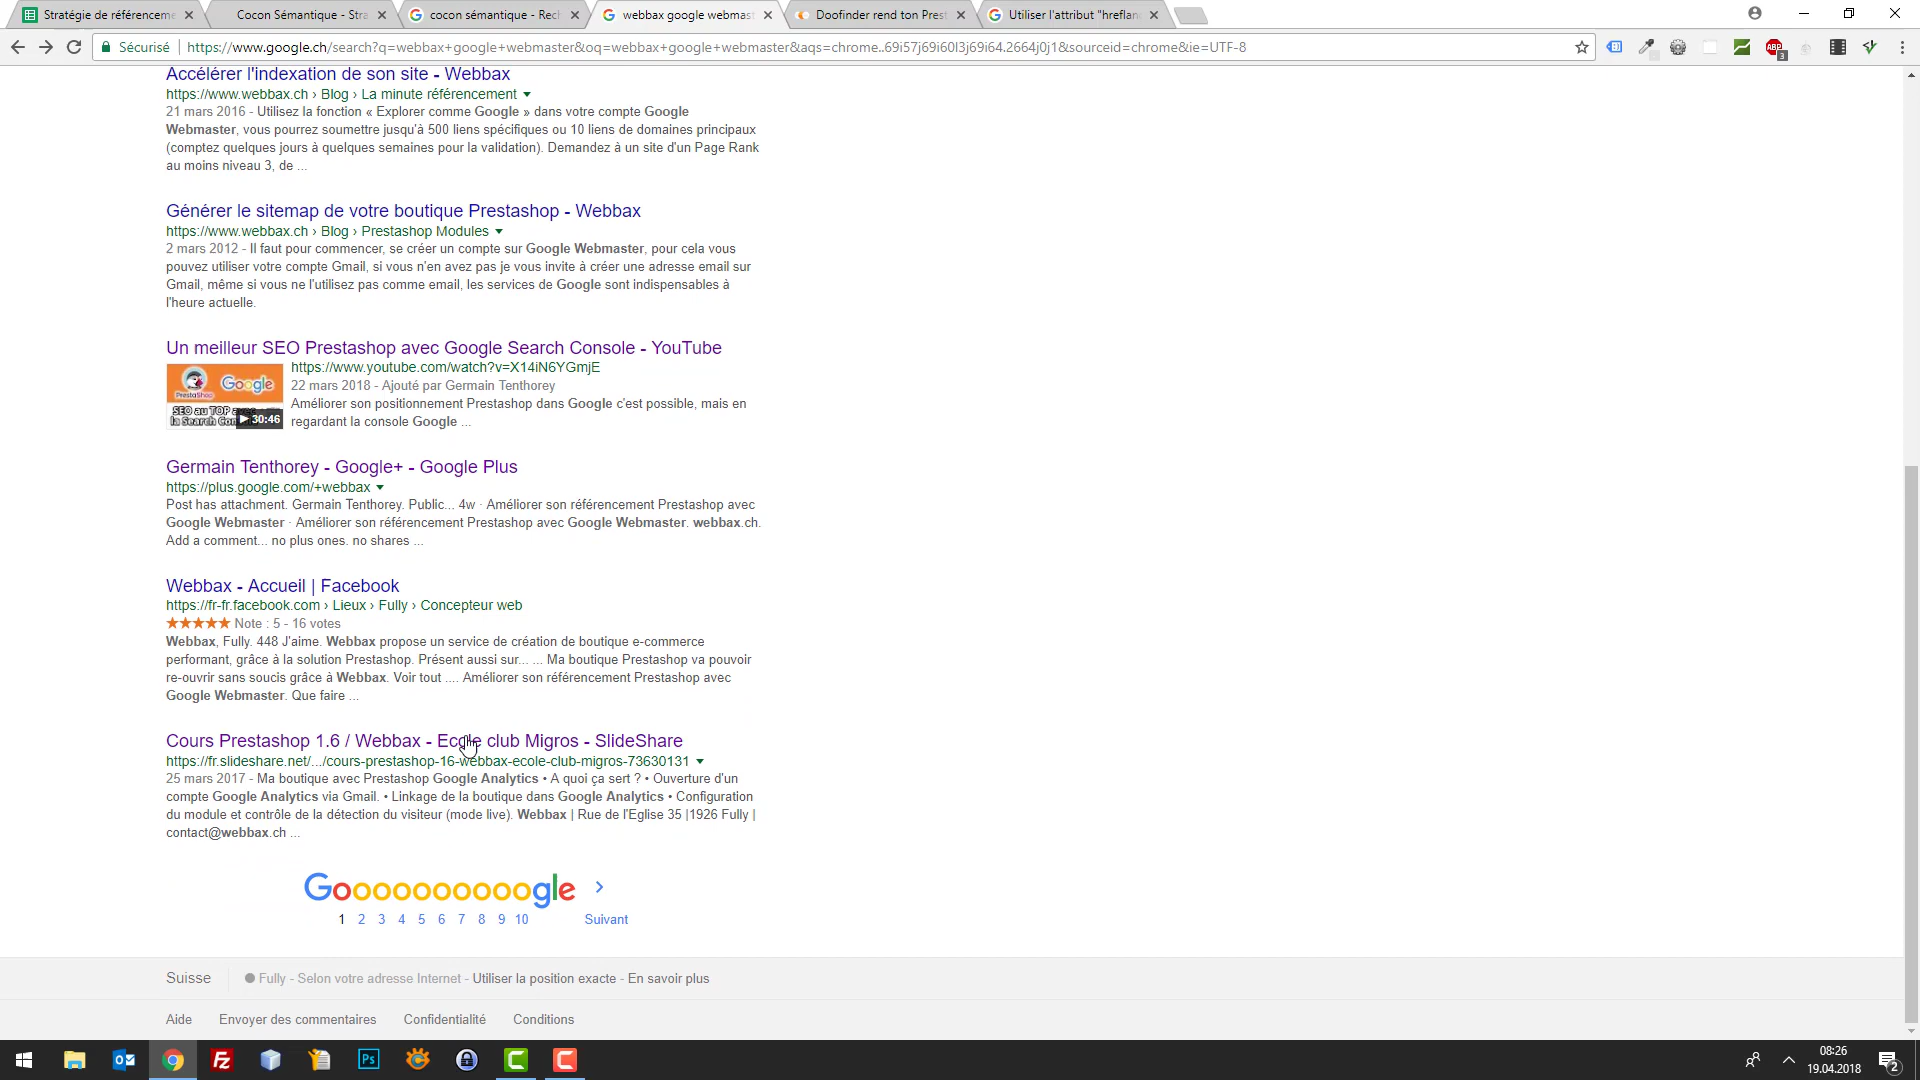 Stratégie de référenceme
Cocon Sémantique - Stra
cocon sémantique - Rech
webbax google webmast
Doofinder rend ton Prest
Utiliser l'attribut "hreflan
Sécurisé
https://www.google.ch/search?q=webbax+google+webmaster&oq=webbax+google+webmaster&aqs=chrome..69i57j69i60l3j69i64.2664j0j1&sourceid=chrome&ie=UTF-8
ABP
3
Accélérer l'indexation de son site - Webbax
https://www.webbax.ch › Blog › La minute référencement
21 mars 2016 - Utilisez la fonction « Explorer comme Google » dans votre compte Google
Webmaster, vous pourrez soumettre jusqu'à 500 liens spécifiques ou 10 liens de domaines principaux
(comptez quelques jours à quelques semaines pour la validation). Demandez à un site d'un Page Rank
au moins niveau 3, de ...
Générer le sitemap de votre boutique Prestashop - Webbax
https://www.webbax.ch › Blog › Prestashop Modules
2 mars 2012 - Il faut pour commencer, se créer un compte sur Google Webmaster, pour cela vous
pouvez utiliser votre compte Gmail, si vous n'en avez pas je vous invite à créer une adresse email sur
Gmail, même si vous ne l'utilisez pas comme email, les services de Google sont indispensables à
l'heure actuelle.
Un meilleur SEO Prestashop avec Google Search Console - YouTube
https://www.youtube.com/watch?v=X14iN6YGmjE
22 mars 2018 - Ajouté par Germain Tenthorey
Améliorer son positionnement Prestashop dans Google c'est possible, mais en
regardant la console Google ...
PrestaShop
Google
SEO au TOP avec
la Search Con
30:46
Germain Tenthorey - Google+ - Google Plus
https://plus.google.com/+webbax
Post has attachment. Germain Tenthorey. Public... 4w · Améliorer son référencement Prestashop avec
Google Webmaster · Améliorer son référencement Prestashop avec Google Webmaster. webbax.ch.
Add a comment... no plus ones. no shares ...
Webbax - Accueil | Facebook
https://fr-fr.facebook.com › Lieux › Fully › Concepteur web
★★★★★ Note : 5 - 16 votes
Webbax, Fully. 448 J'aime. Webbax propose un service de création de boutique e-commerce
performant, grâce à la solution Prestashop. Présent aussi sur... ... Ma boutique Prestashop va pouvoir
re-ouvrir sans soucis grâce à Webbax. Voir tout .... Améliorer son référencement Prestashop avec
Google Webmaster. Que faire ...
Cours Prestashop 1.6 / Webbax - Ecole club Migros - SlideShare
https://fr.slideshare.net/.../cours-prestashop-16-webbax-ecole-club-migros-73630131
25 mars 2017 - Ma boutique avec Prestashop Google Analytics • A quoi ça sert ? • Ouverture d'un
compte Google Analytics via Gmail. • Linkage de la boutique dans Google Analytics • Configuration
du module et contrôle de la détection du visiteur (mode live). Webbax | Rue de l'Eglise 35 |1926 Fully |
contact@webbax.ch ...
Goooooooooogle >
1 2 3 4 5 6 7 8 9 10 Suivant
Suisse
Fully - Selon votre adresse Internet - Utiliser la position exacte - En savoir plus
Aide Envoyer des commentaires Confidentialité Conditions
Ps
08:26
19.04.2018
2